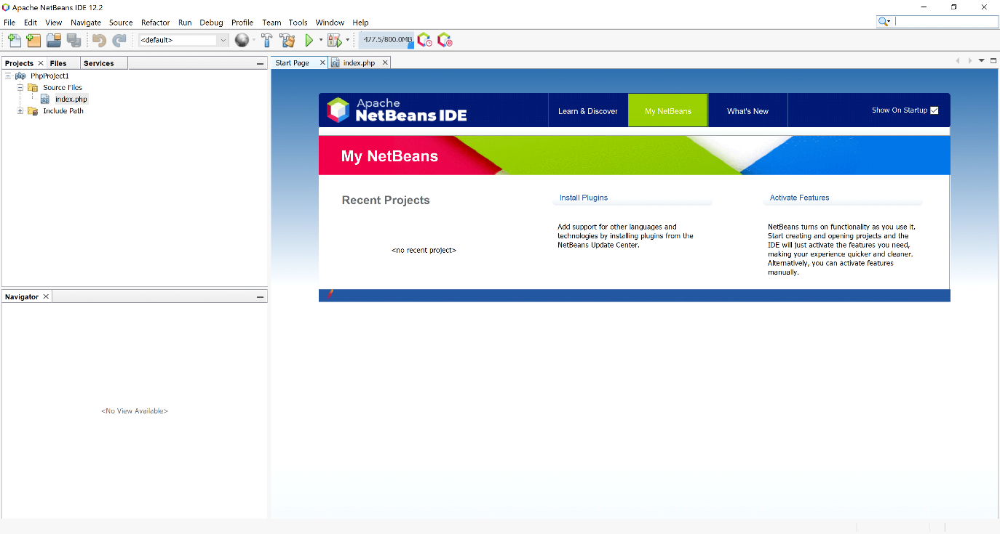 Apache NetBeans IDE 12.2
File Edit View Navigate Source Refactor Run Debug Profile Team Tools Window Help
<default>
477.5/800.0MB
Projects Files Services
PhpProject1
Source Files
index.php
Include Path
Navigator
<No View Available>
Start Page index.php
Apache
NetBeans IDE
Learn & Discover My NetBeans What's New Show On Startup
My NetBeans
Recent Projects
<no recent project>
Install Plugins
Add support for other languages and
technologies by installing plugins from the
NetBeans Update Center.
Activate Features
NetBeans turns on functionality as you use it.
Start creating and opening projects and the
IDE will just activate the features you need,
making your experience quicker and cleaner.
Alternatively, you can activate features
manually.